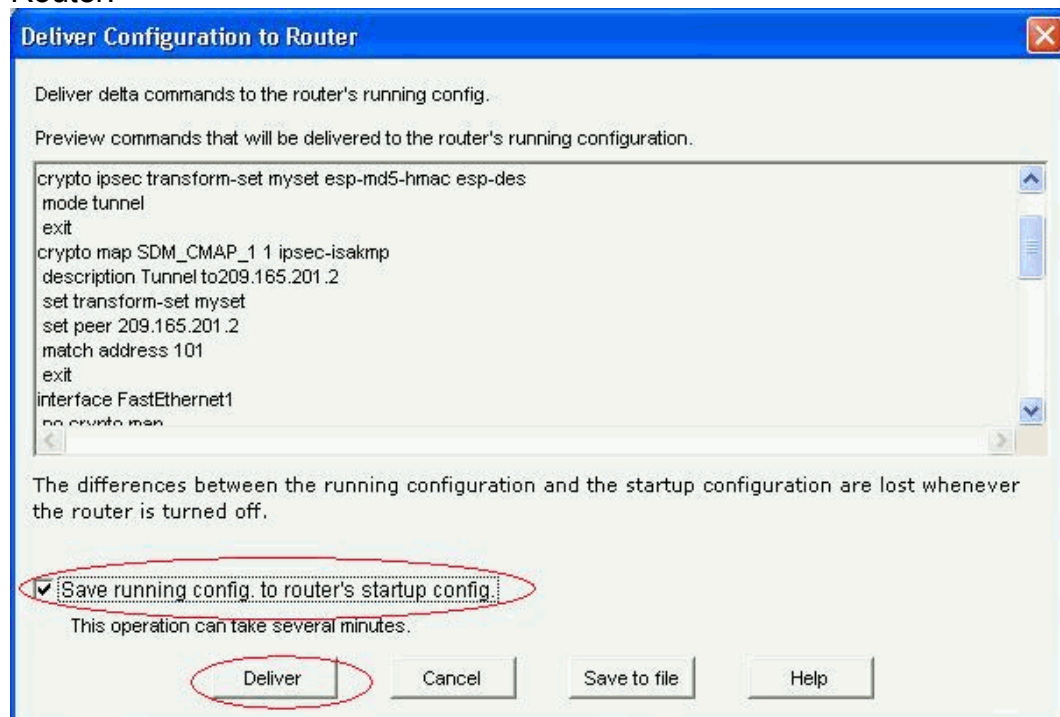 Deliver Configuration to Router
Deliver delta commands to the router's running config.
Preview commands that will be delivered to the router's running configuration.
crypto ipsec transform-set myset esp-md5-hmac esp-des
mode tunnel
exit
crypto map SDM_CMAP_1 1 ipsec-isakmp
description Tunnel to209.165.201.2
set transform-set myset
set peer 209.165.201.2
match address 101
exit
interface FastEthernet1
no crypto map
The differences between the running configuration and the startup configuration are lost whenever
the router is turned off.
Save running config. to router's startup config.
This operation can take several minutes.
Deliver Cancel Save to file Help